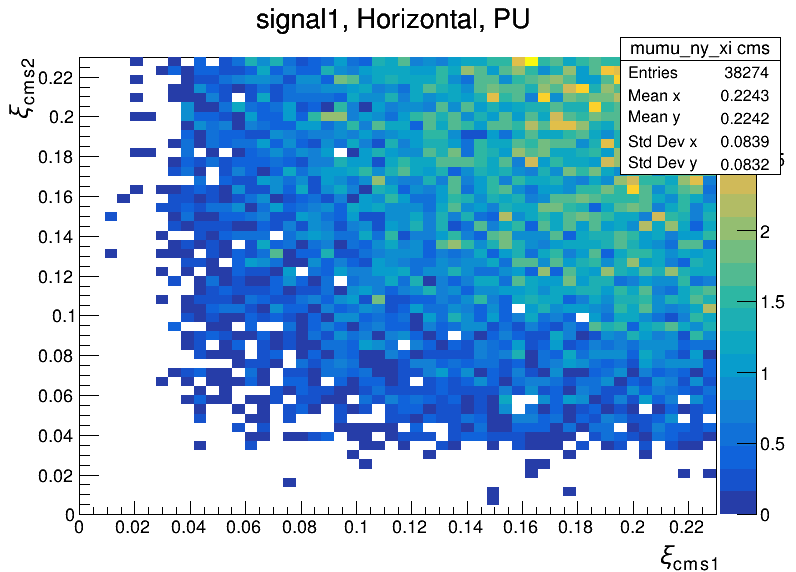 signal1, Horizontal, PU
mumu_ny_xi cms
Entries 38274
Mean x 0.2243
Mean y 0.2242
Std Dev x 0.0839
Std Dev y 0.0832
ξcms2
0.22
0.2
0.18
0.16
0.14
0.12
0.1
0.08
0.06
0.04
0.02
0
5
2
1.5
1
0.5
0
0 0.02 0.04 0.06 0.08 0.1 0.12 0.14 0.16 0.18 0.2 0.22
ξcms1